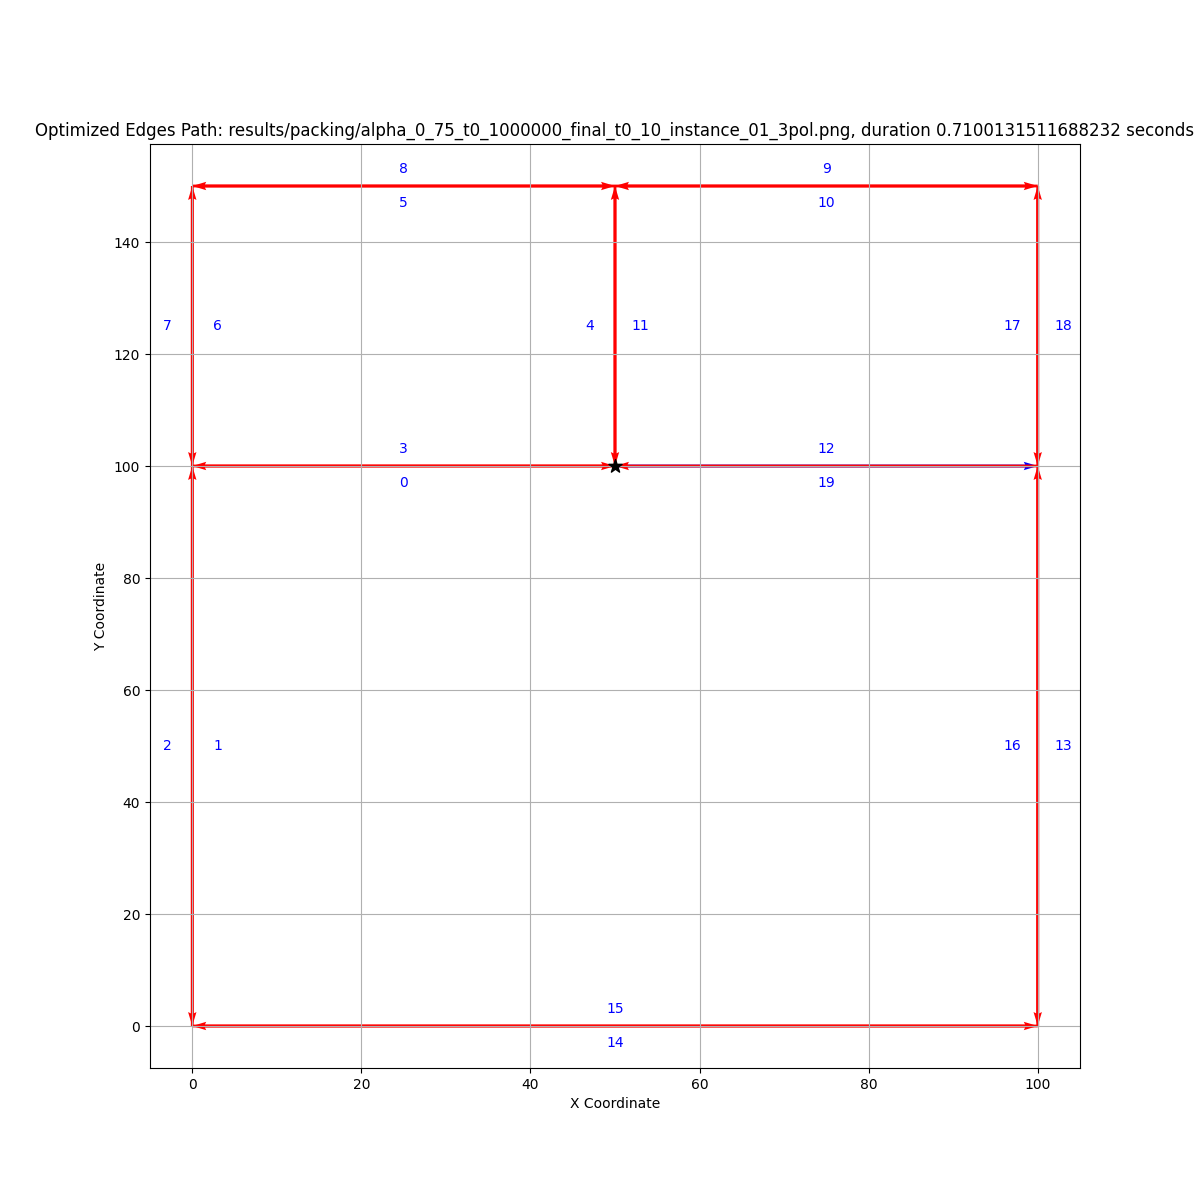 Optimized Edges Path: results/packing/alpha_0_75_t0_1000000_final_t0_10_instance_01_3pol.png, duration 0.7100131511688232 seconds
8 9
5 10
140
7 6 4 11 17 18
120
3 12
100
0 19
80
Y Coordinate
60
2 1 16 13
40
20
15
0
14
0 20 40 60 80 100
X Coordinate